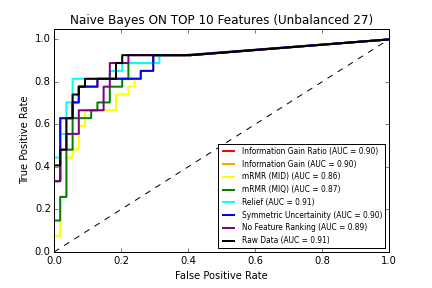 Naive Bayes ON TOP 10 Features (Unbalanced 27)
True Positive Rate
1.0
0.8
0.6
0.4
0.2
0.0
Information Gain Ratio (AUC = 0.90)
Information Gain (AUC = 0.90)
mRMR (MID) (AUC = 0.86)
mRMR (MIQ) (AUC = 0.87)
Relief (AUC = 0.91)
Symmetric Uncertainity (AUC = 0.90)
No Feature Ranking (AUC = 0.89)
Raw Data (AUC = 0.91)
0.0 0.2 0.4 0.6 0.8 1.0
False Positive Rate